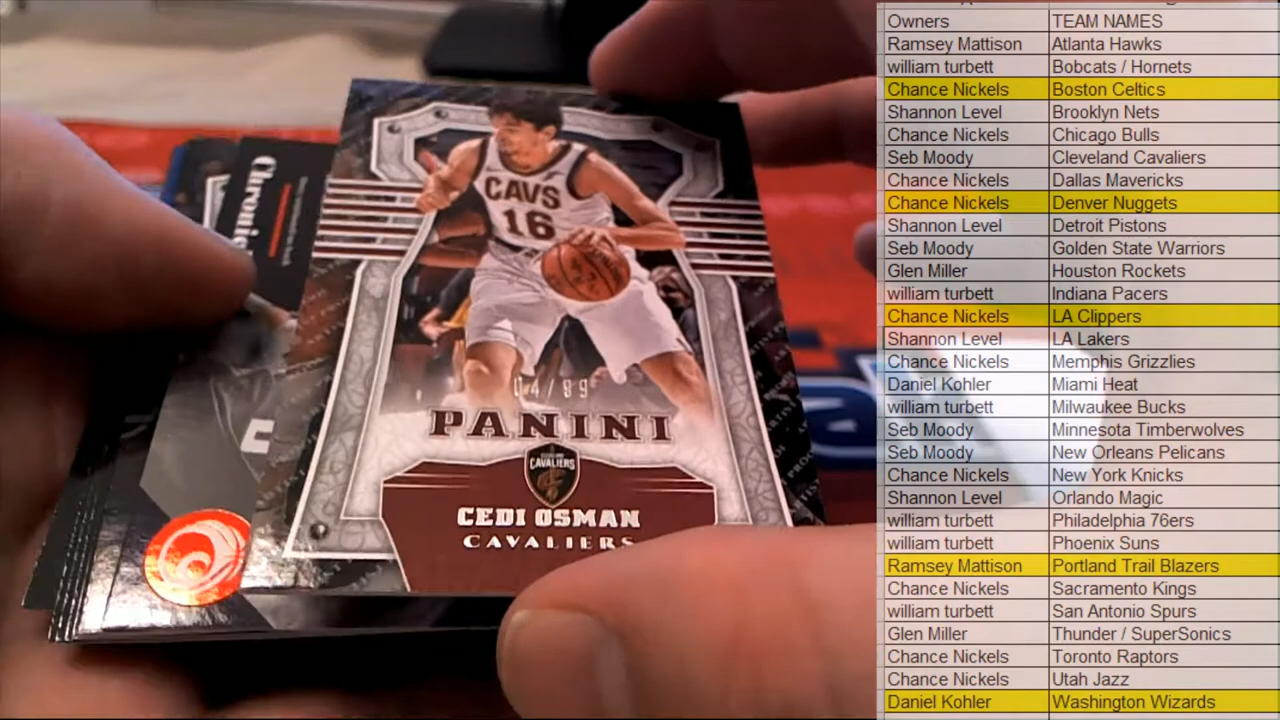 Chroni
CAVS
16
04/89
PANINI
CAVALIERS
CEDI OSMAN
CAVALIERS
Owners TEAM NAMES
Ramsey Mattison Atlanta Hawks
william turbett Bobcats / Hornets
Chance Nickels Boston Celtics
Shannon Level Brooklyn Nets
Chance Nickels Chicago Bulls
Seb Moody Cleveland Cavaliers
Chance Nickels Dallas Mavericks
Chance Nickels Denver Nuggets
Shannon Level Detroit Pistons
Seb Moody Golden State Warriors
Glen Miller Houston Rockets
william turbett Indiana Pacers
Chance Nickels LA Clippers
Shannon Level LA Lakers
Chance Nickels Memphis Grizzlies
Daniel Kohler Miami Heat
william turbett Milwaukee Bucks
Seb Moody Minnesota Timberwolves
Seb Moody New Orleans Pelicans
Chance Nickels New York Knicks
Shannon Level Orlando Magic
william turbett Philadelphia 76ers
william turbett Phoenix Suns
Ramsey Mattison Portland Trail Blazers
Chance Nickels Sacramento Kings
william turbett San Antonio Spurs
Glen Miller Thunder / SuperSonics
Chance Nickels Toronto Raptors
Chance Nickels Utah Jazz
Daniel Kohler Washington Wizards